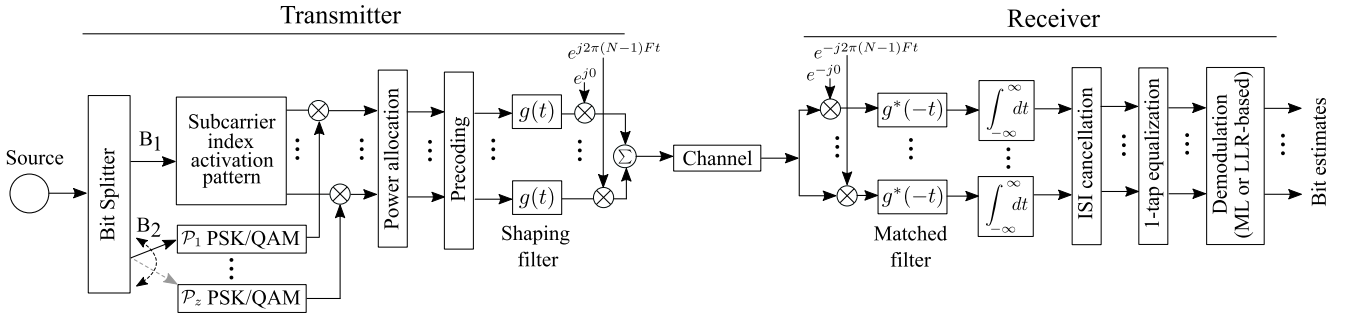 Transmitter
Receiver
Source
Bit Splitter
B1
B2
Subcarrier
index
activation
pattern
𝒫₁ PSK/QAM
𝒫_z PSK/QAM
Power allocation
Precoding
g(t)
g(t)
Shaping
filter
e^{j2π(N−1)Ft}
e^{j0}
Σ
Channel
e^{−j2π(N−1)Ft}
e^{−j0}
g*(−t)
g*(−t)
Matched
filter
∫_{−∞}^{∞} dt
∫_{−∞}^{∞} dt
ISI cancellation
1-tap equalization
Demodulation
(ML or LLR-based)
Bit estimates